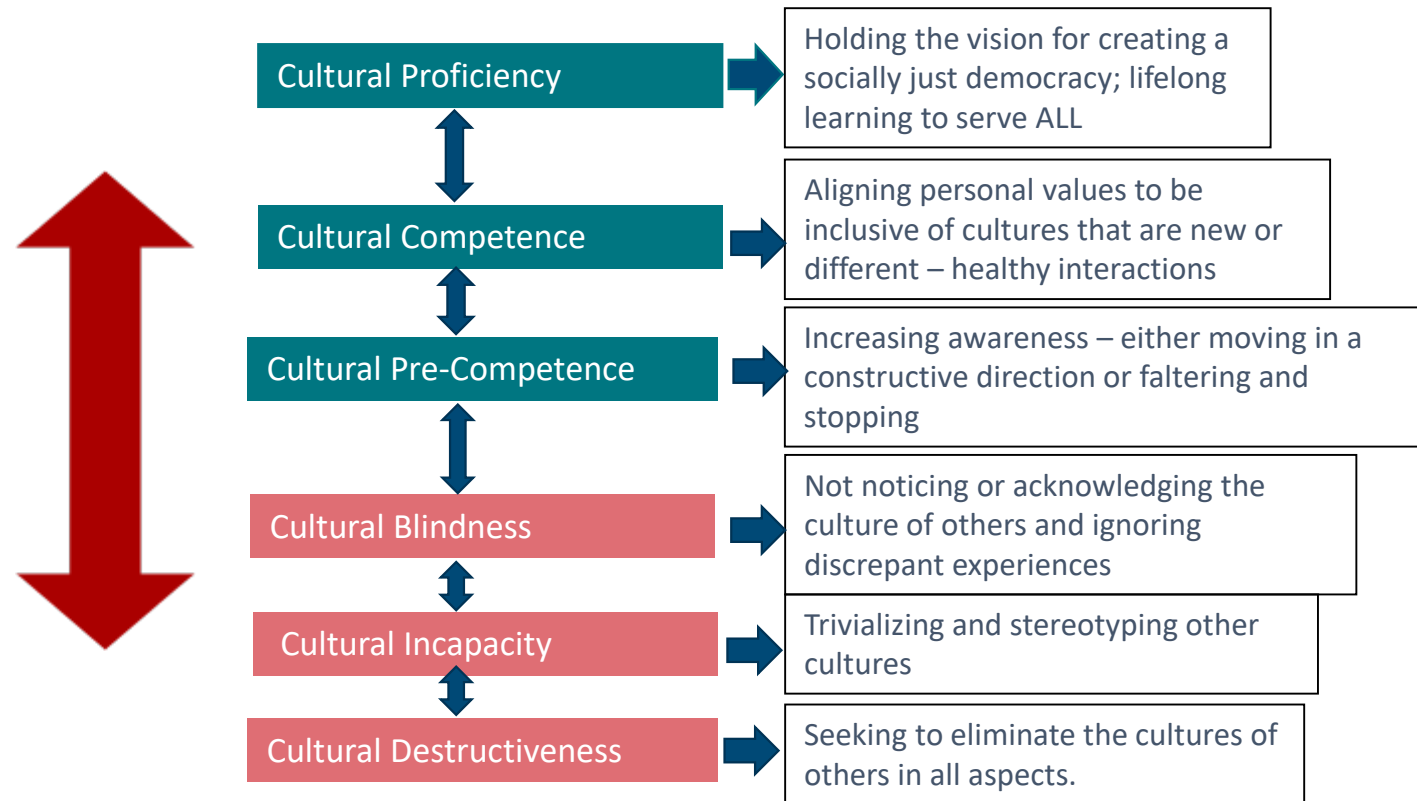 Cultural Proficiency
Holding the vision for creating a
socially just democracy; lifelong
learning to serve ALL
Cultural Competence
Aligning personal values to be
inclusive of cultures that are new or
different – healthy interactions
Cultural Pre-Competence
Increasing awareness – either moving in a
constructive direction or faltering and
stopping
Cultural Blindness
Not noticing or acknowledging the
culture of others and ignoring
discrepant experiences
Cultural Incapacity
Trivializing and stereotyping other
cultures
Cultural Destructiveness
Seeking to eliminate the cultures of
others in all aspects.